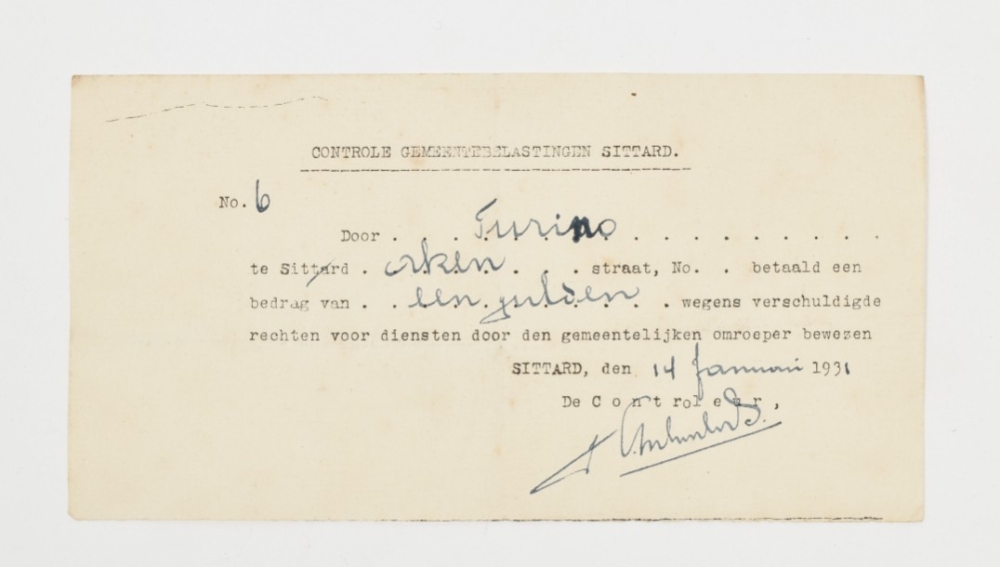 CONTROLE GEMEENTEBELASTINGEN SITTARD.
No. 6
Door . . . Turino . . . . . . . . . .
te Sittard . . . . . straat, No. . betaald een
bedrag van . . een gulden . wegens verschuldigde
rechten voor diensten door den gemeentelijken omroeper bewezen
SITTARD, den 14 Januari 1931
De Controleur,